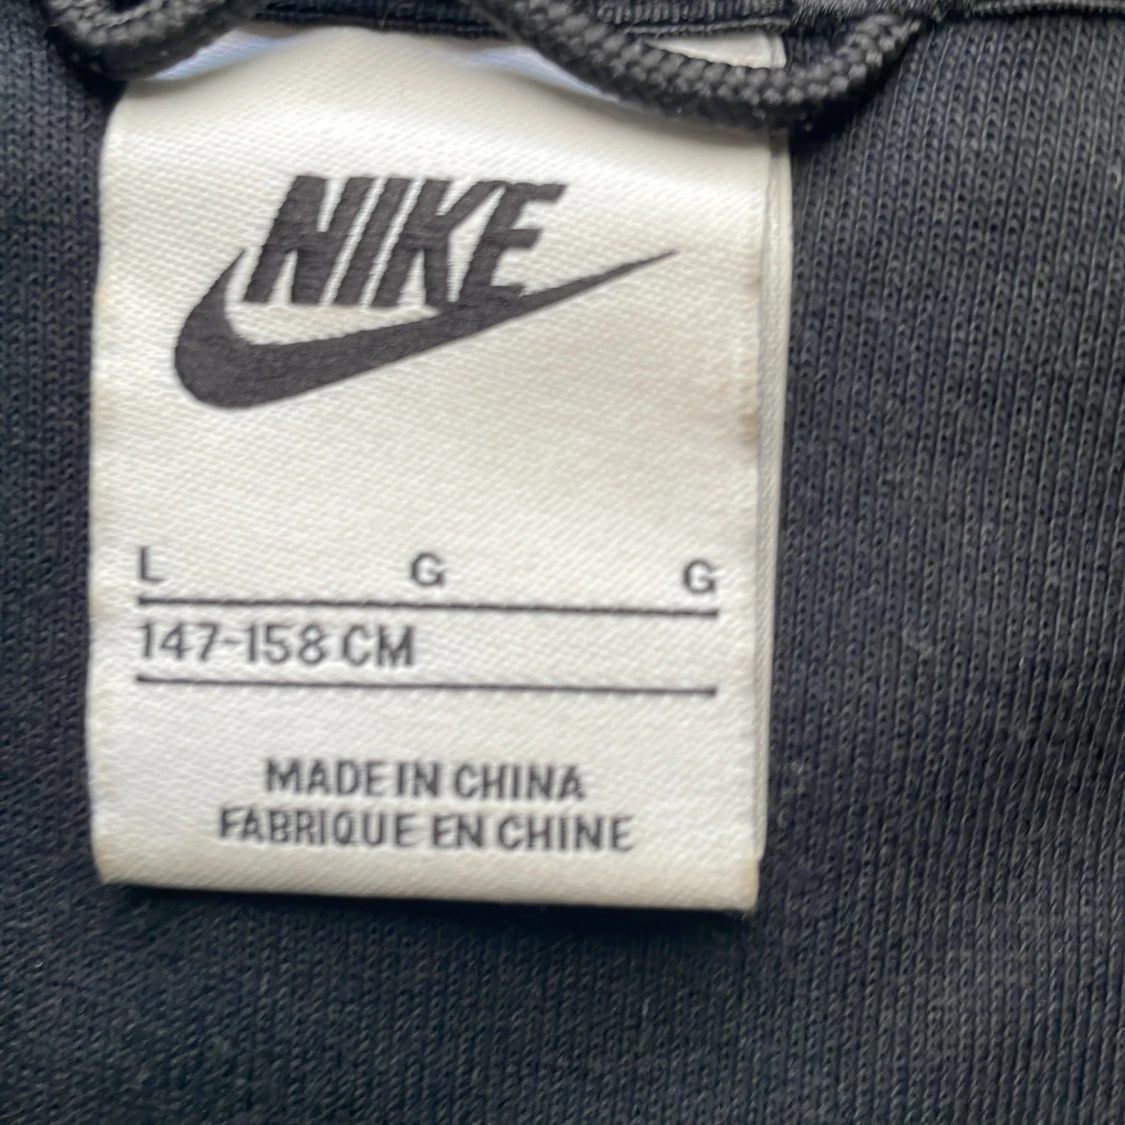 NIKE
L G G
147-158 CM
MADE IN CHINA
FABRIQUE EN CHINE